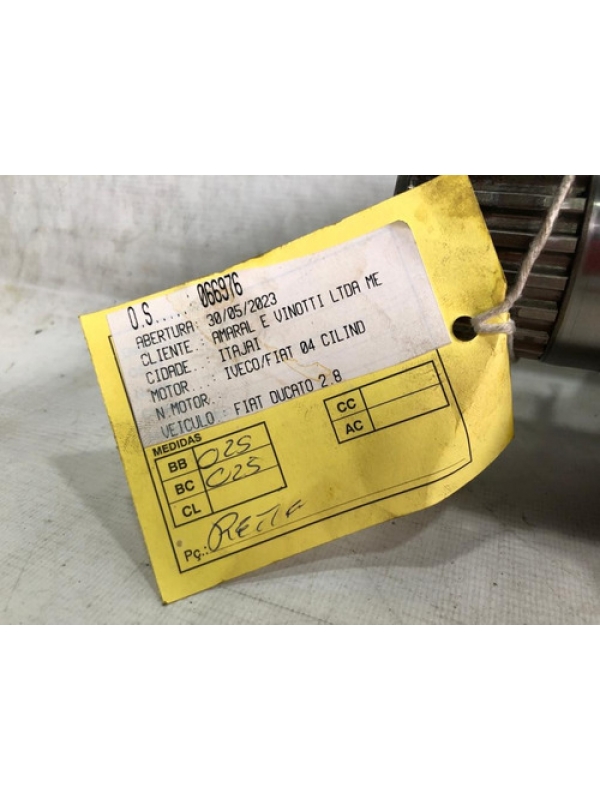 O.S.....: 066976
ABERTURA: 30/05/2023
CLIENTE.: AMARAL E VINOTTI LTDA ME
CIDADE..: ITAJAI
MOTOR...: IVECO/FIAT 04 CILIND
N.MOTOR.:
VEICULO : FIAT DUCATO 2.8
MEDIDAS
BB 025
BC 025
CL
CC
AC
Pç.: